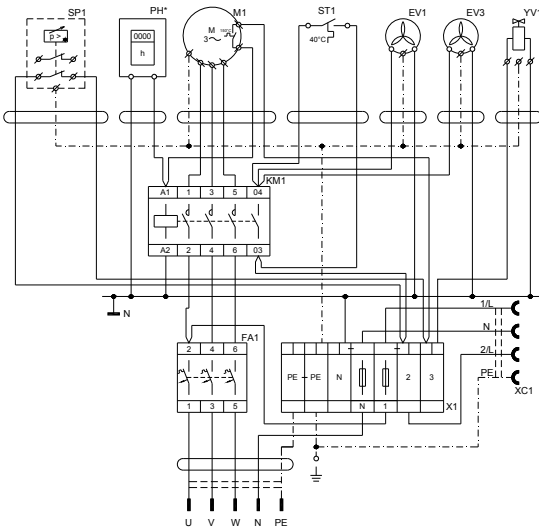 SP1 PH* M1 ST1 EV1 EV3 YV1
p >
0000
h
M
3~
150°C
40°C
A1 1 3 5 04
KM1
A2 2 4 6 03
N
1/L
N
2/L
PE
XC1
2 4 6
FA1
PE PE N 2 3
1 3 5
N 1
X1
U V W N PE